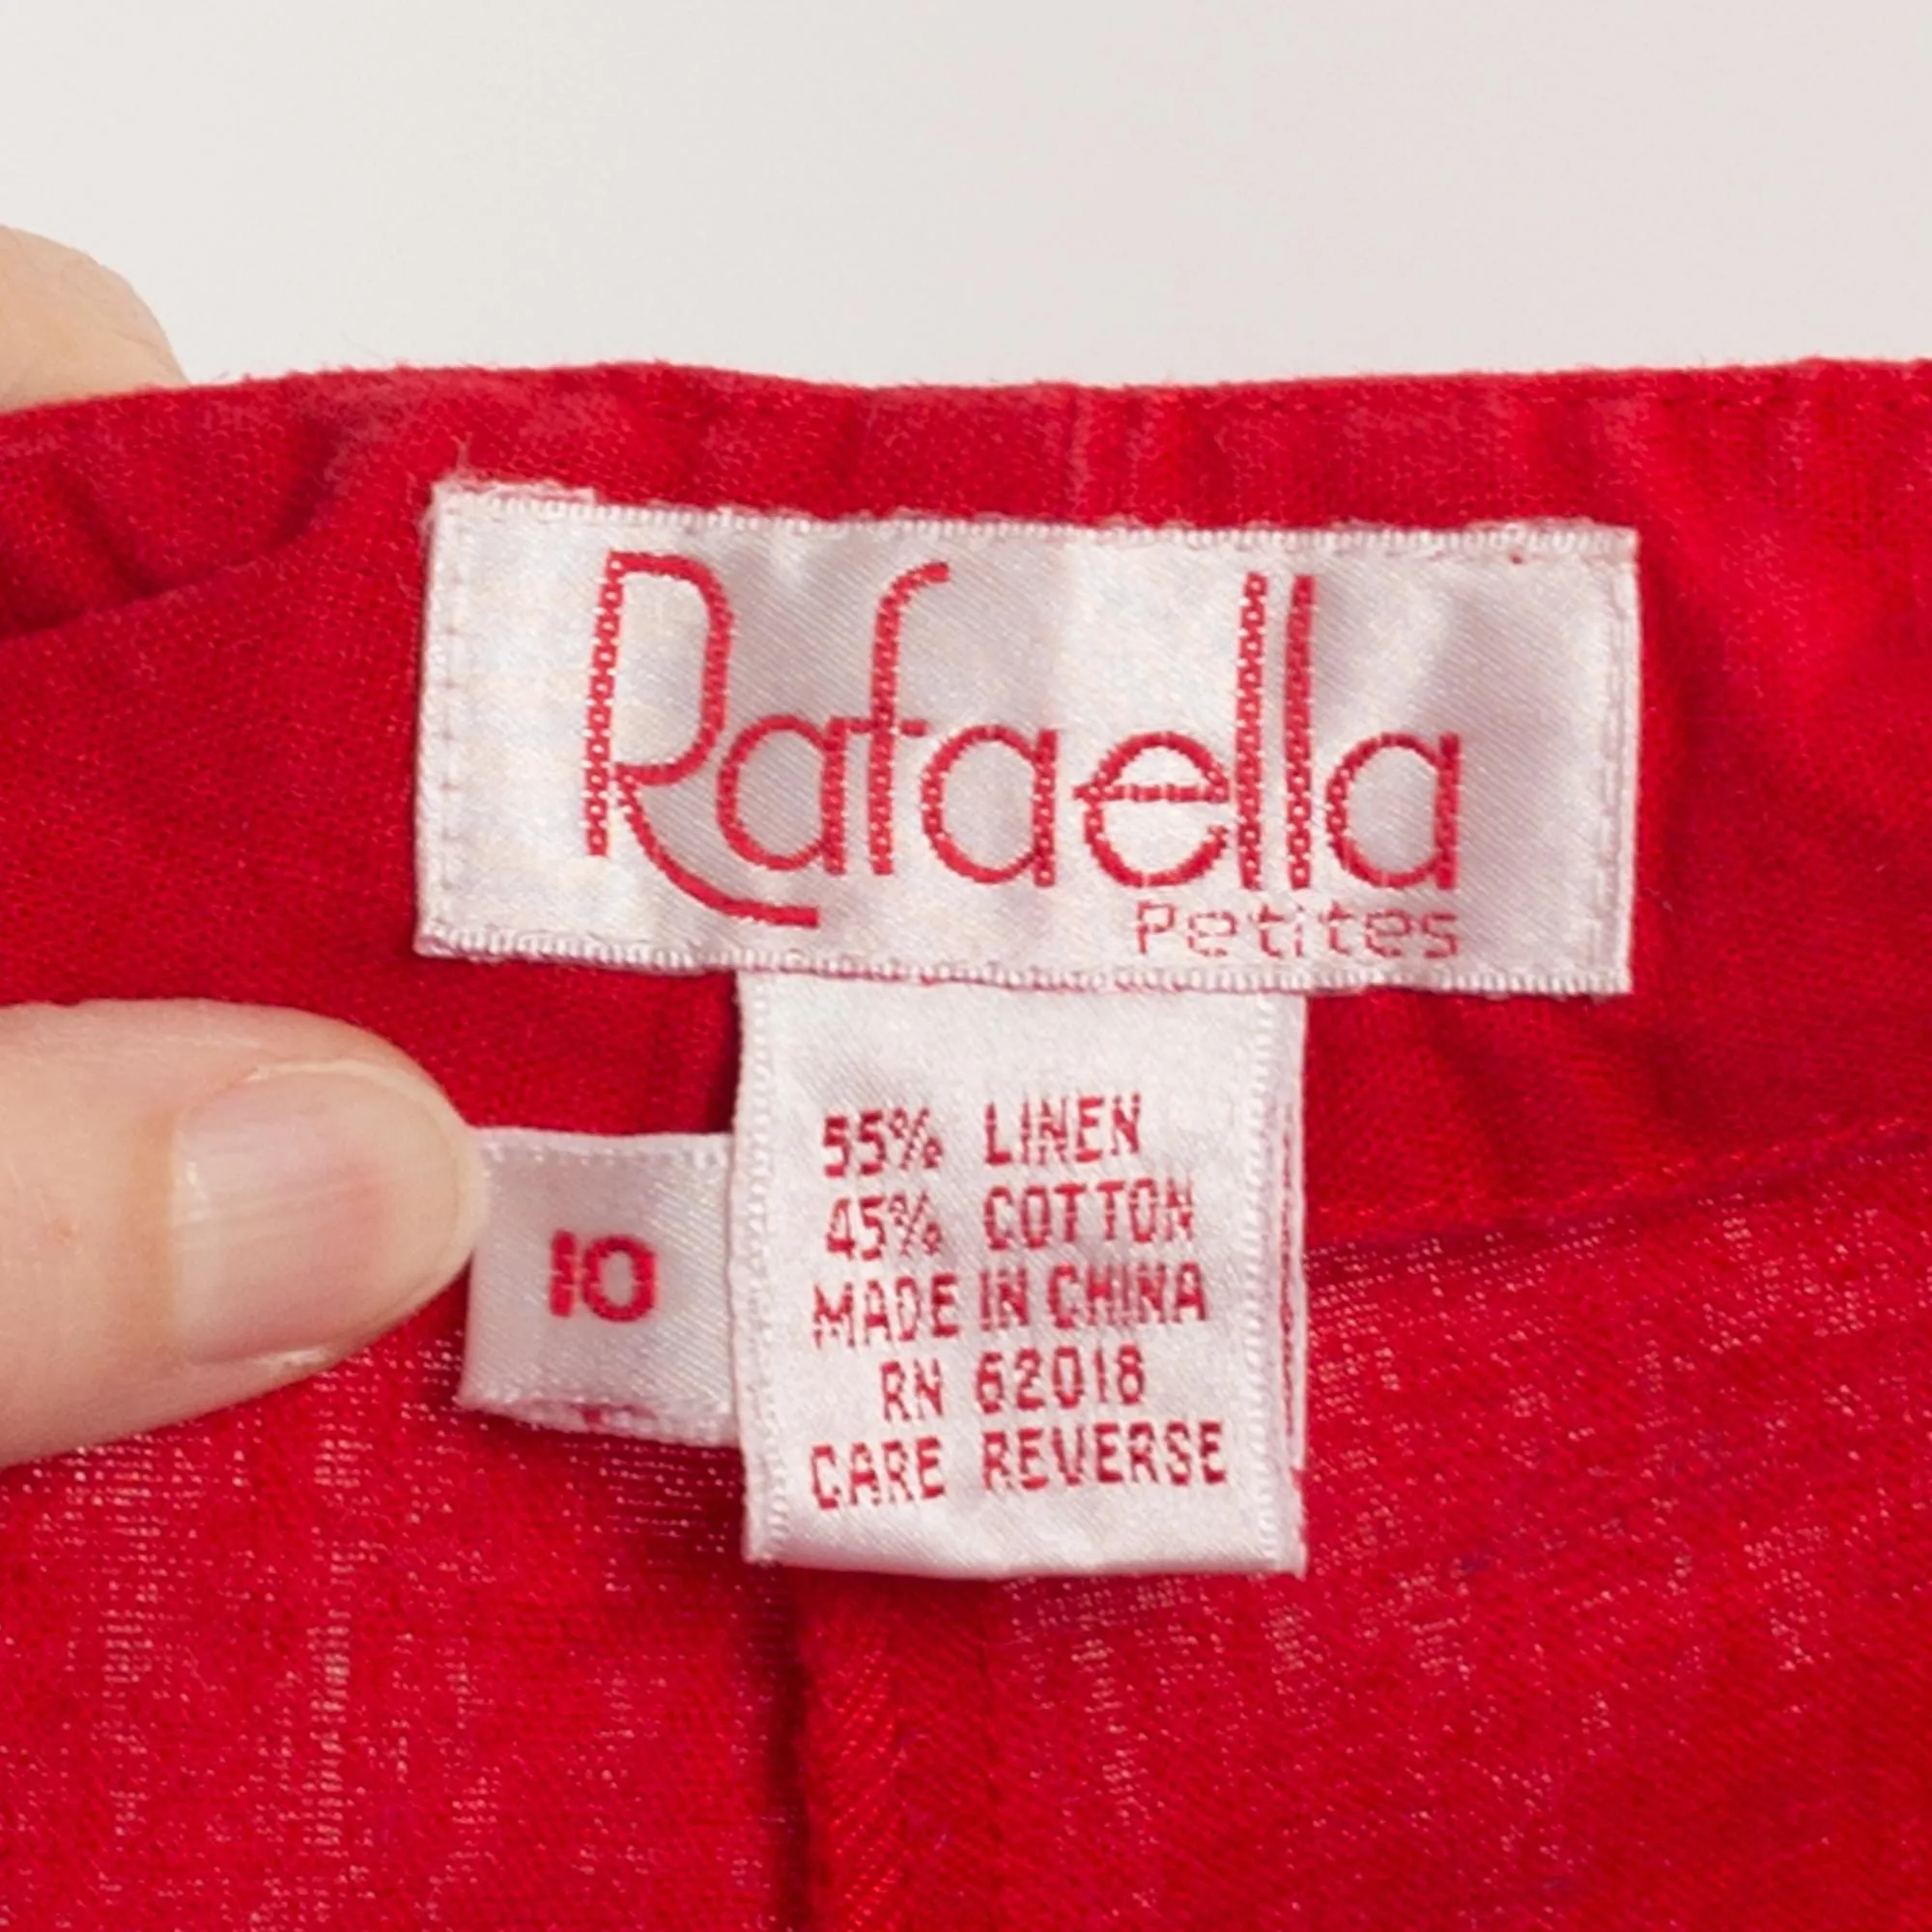 Rafaella
Petites
10
55% LINEN
45% COTTON
MADE IN CHINA
RN 62018
CARE REVERSE